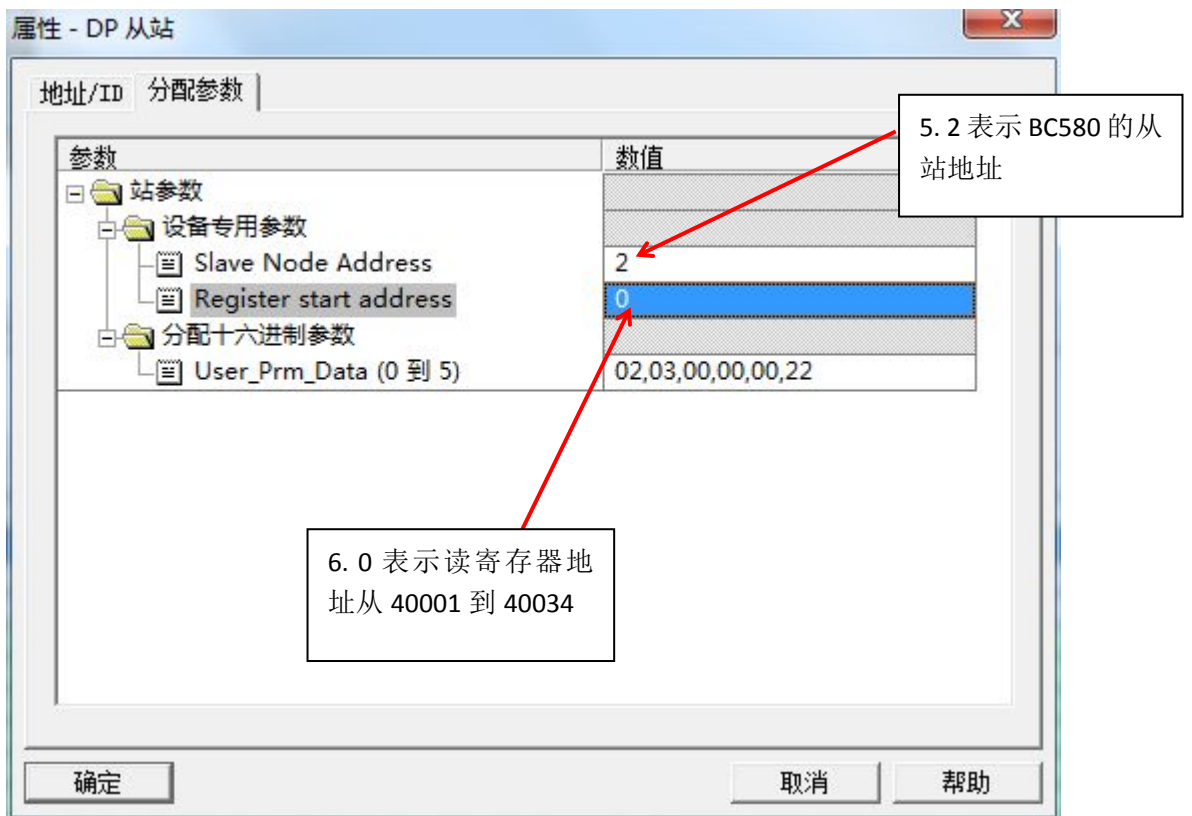 属性 - DP 从站
地址/ID 分配参数
5. 2 表示 BC580 的从
站地址
参数 数值
站参数
设备专用参数
Slave Node Address 2
Register start address 0
分配十六进制参数
User_Prm_Data (0 到 5) 02,03,00,00,00,22
6. 0 表示读寄存器地
址从 40001 到 40034
确定 取消 帮助